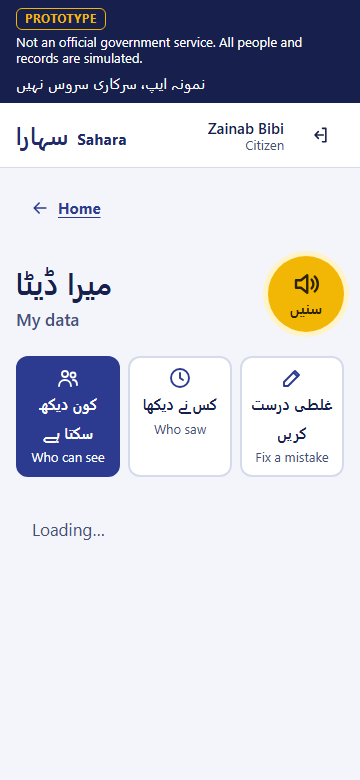 PROTOTYPE
Not an official government service. All people and
records are simulated.
نمونہ ایپ، سرکاری سروس نہیں
سہارا Sahara
Zainab Bibi
Citizen
Home
میرا ڈیٹا
My data
سنیں
کون دیکھ
سکتا ہے
Who can see
کس نے دیکھا
Who saw
غلطی درست
کریں
Fix a mistake
Loading...